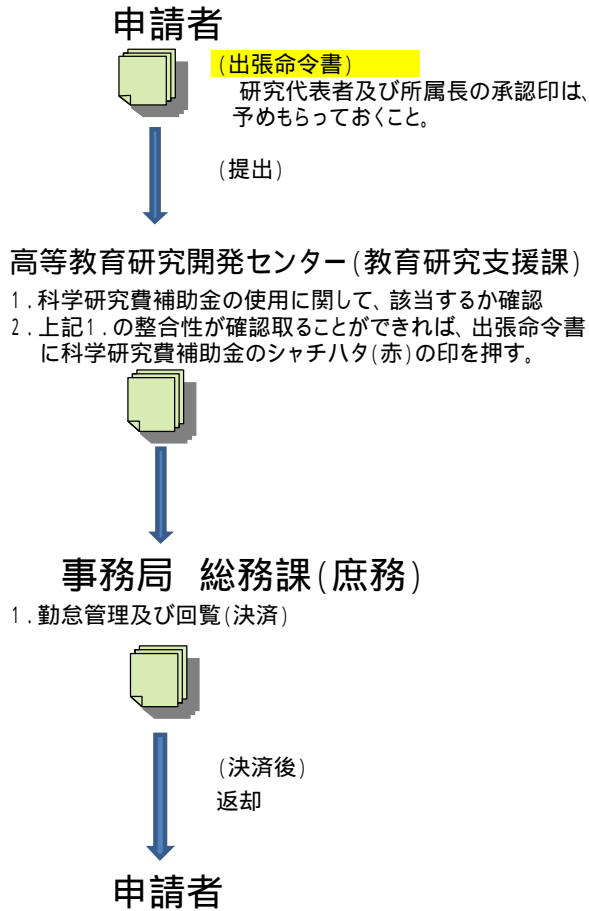 申請者
(出張命令書)
研究代表者及び所属長の承認印は、
予めもらっておくこと。
(提出)
高等教育研究開発センター(教育研究支援課)
1.科学研究費補助金の使用に関して、該当するか確認
2.上記1.の整合性が確認取ることができれば、出張命令書
に科学研究費補助金のシャチハタ(赤)の印を押す。
事務局 総務課(庶務)
1.勤怠管理及び回覧(決済)
(決済後)
返却
申請者